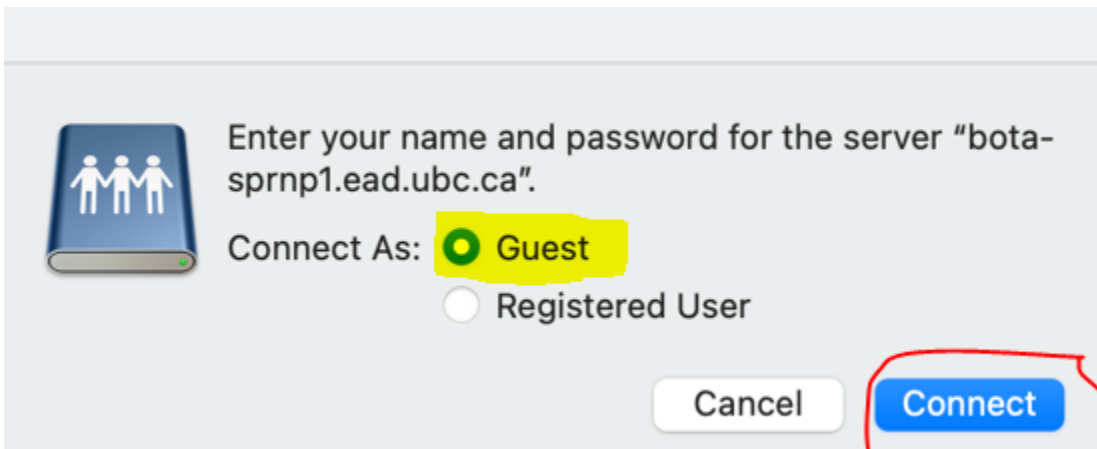 Enter your name and password for the server “bota-
sprnp1.ead.ubc.ca”.
Connect As: Guest
Registered User
Cancel Connect